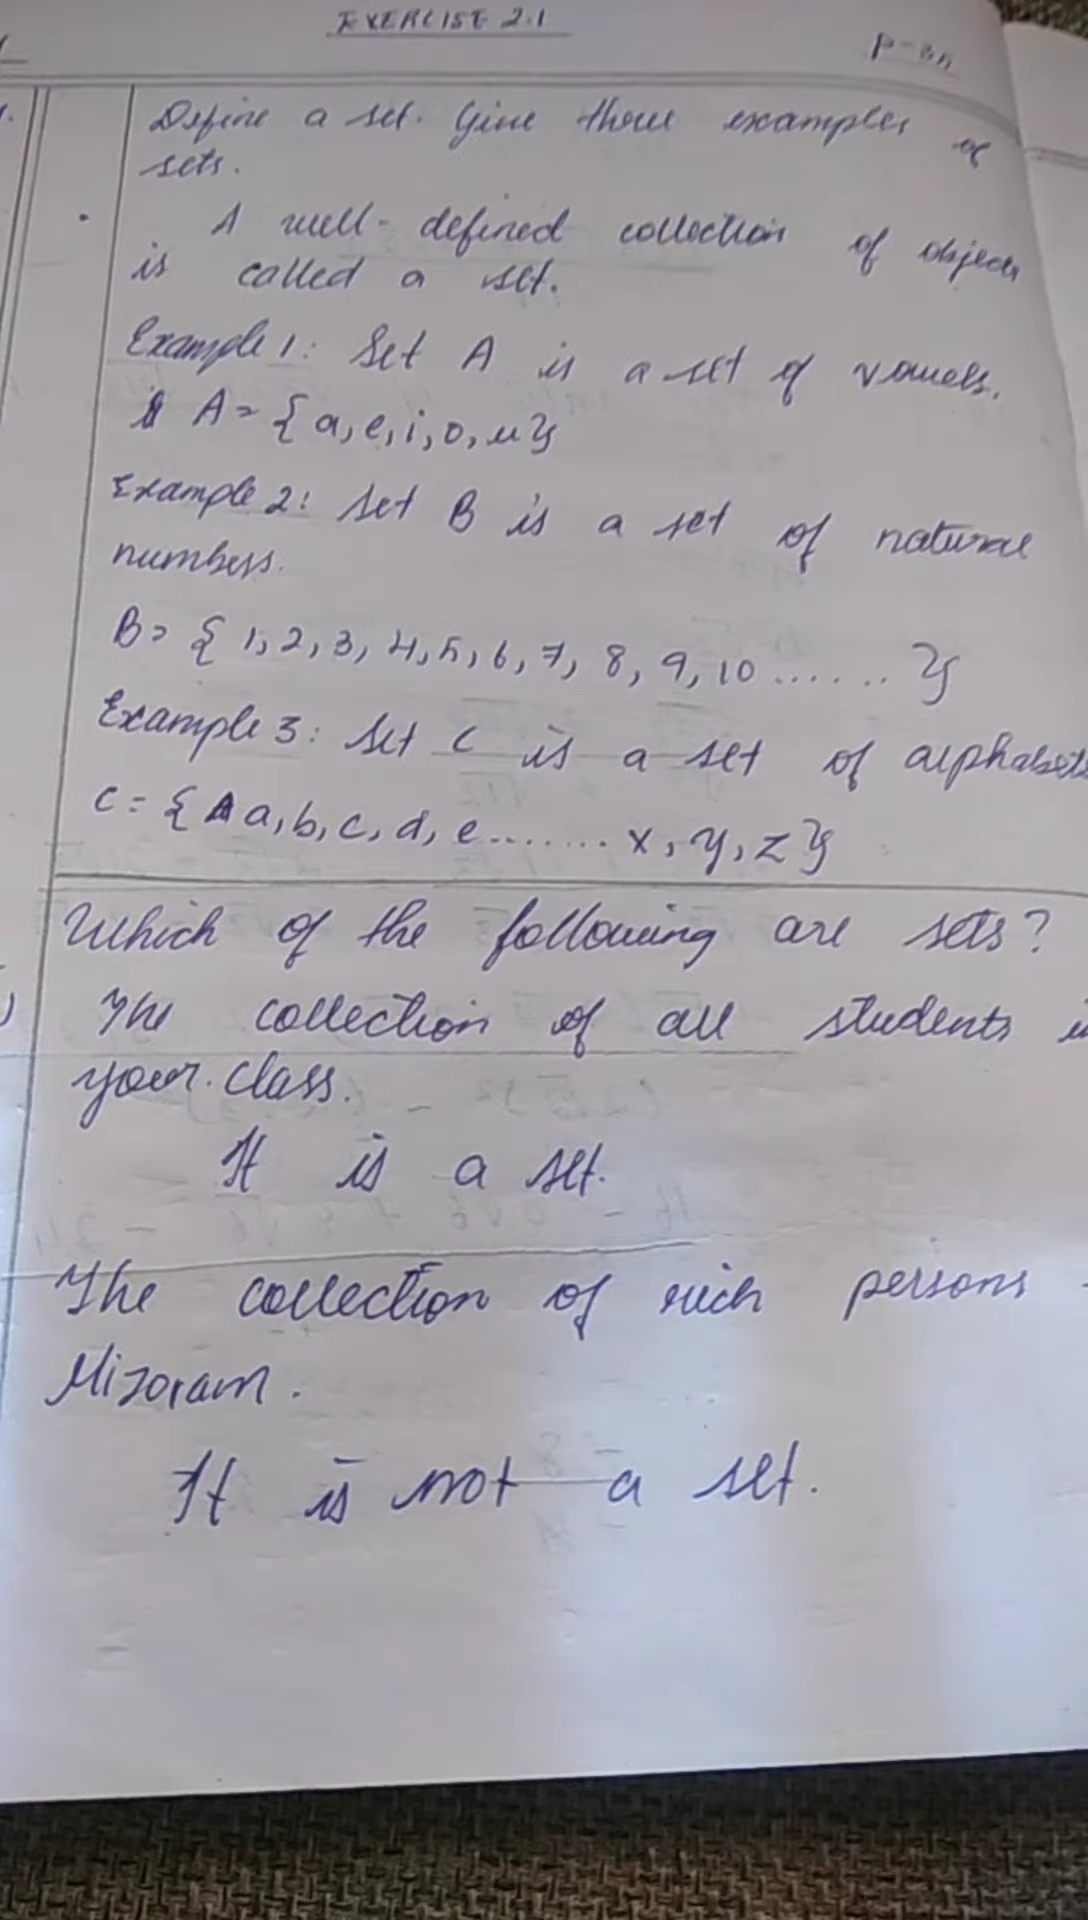 EXERCISE 2.1
Define a set. Give three examples of
sets.
A well-defined collection of objects
is called a set.
Example 1: Set A is a set of vowels.
A = {a, e, i, o, u}
Example 2: Set B is a set of natural
numbers.
B = { 1, 2, 3, 4, 5, 6, 7, 8, 9, 10 ...... }
Example 3: Set C is a set of alphabets
C = { a, b, c, d, e ....... x, y, z }
Which of the following are sets?
The collection of all students
your class.
It is a set.
The collection of rich persons
Mizoram.
It is not a set.